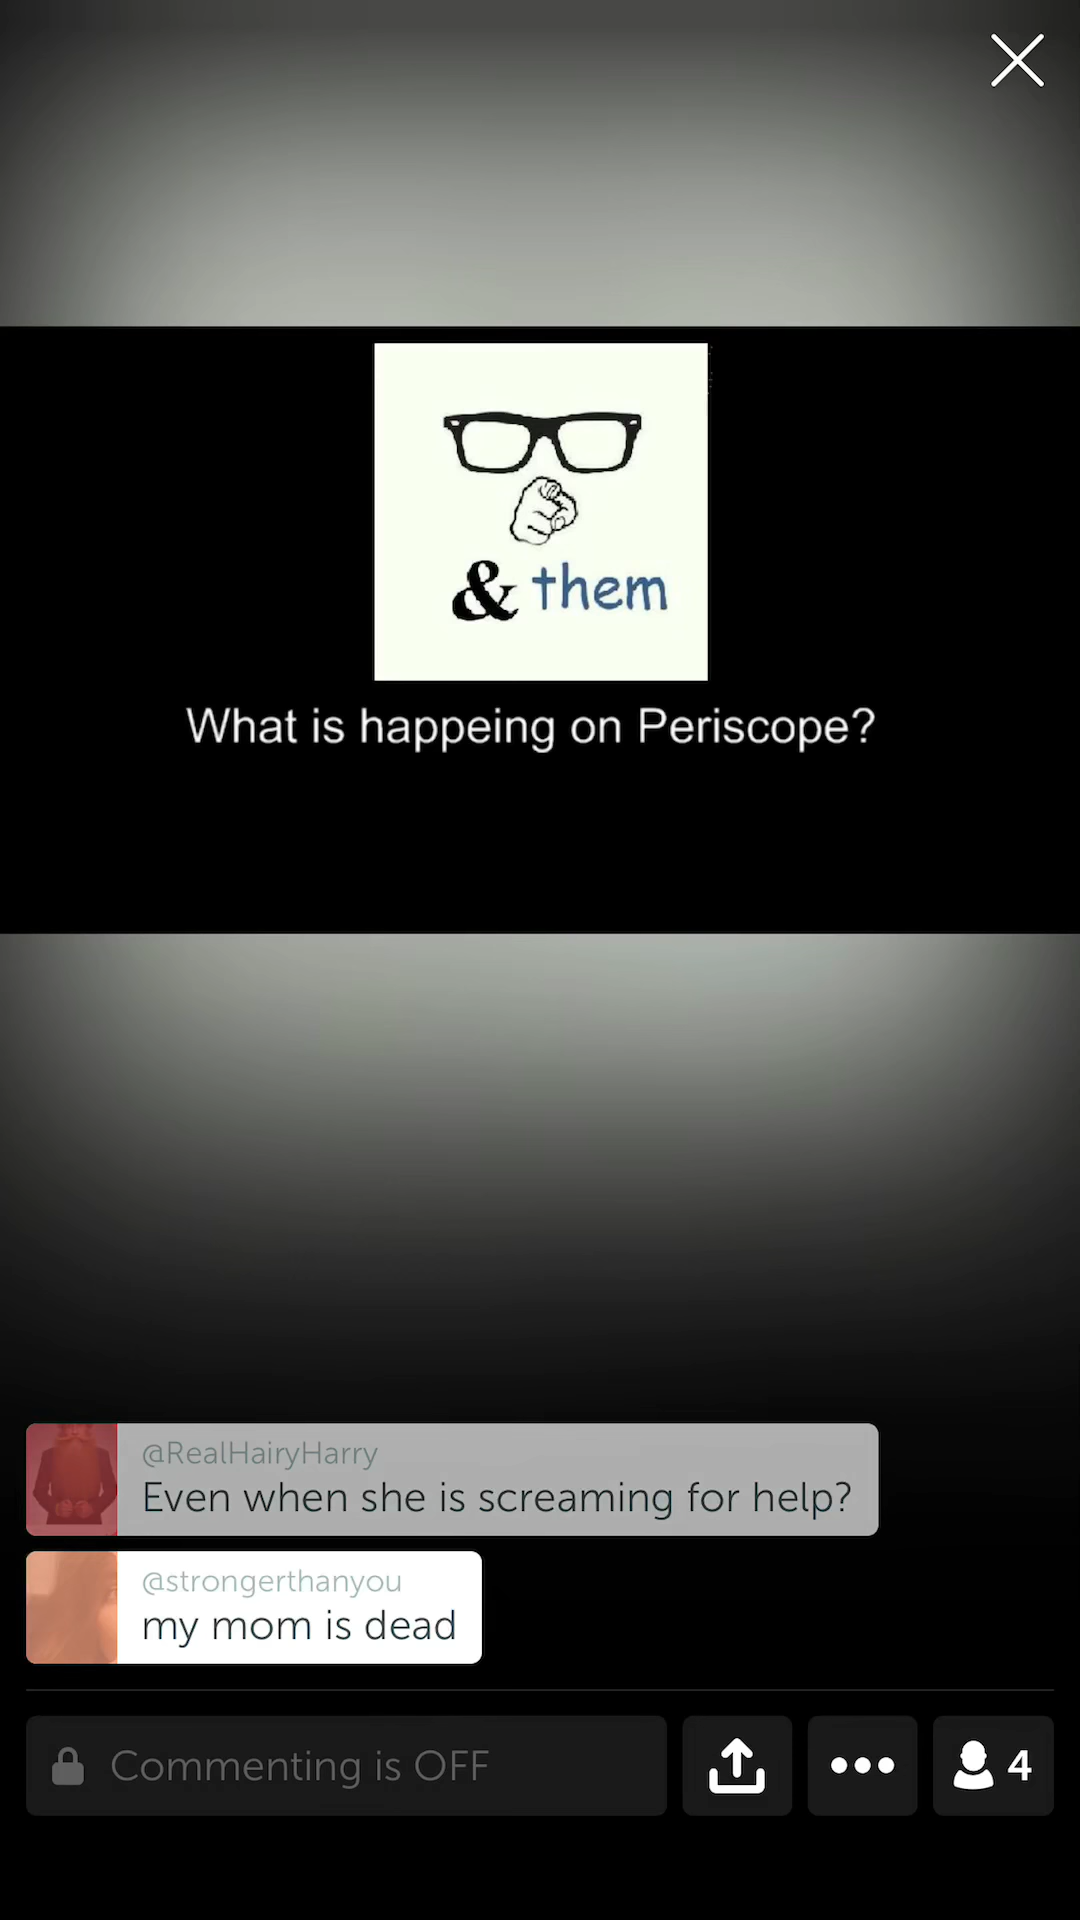 & them
What is happeing on Periscope?
@RealHairyHarry
Even when she is screaming for help?
@strongerthanyou
my mom is dead
Commenting is OFF
4